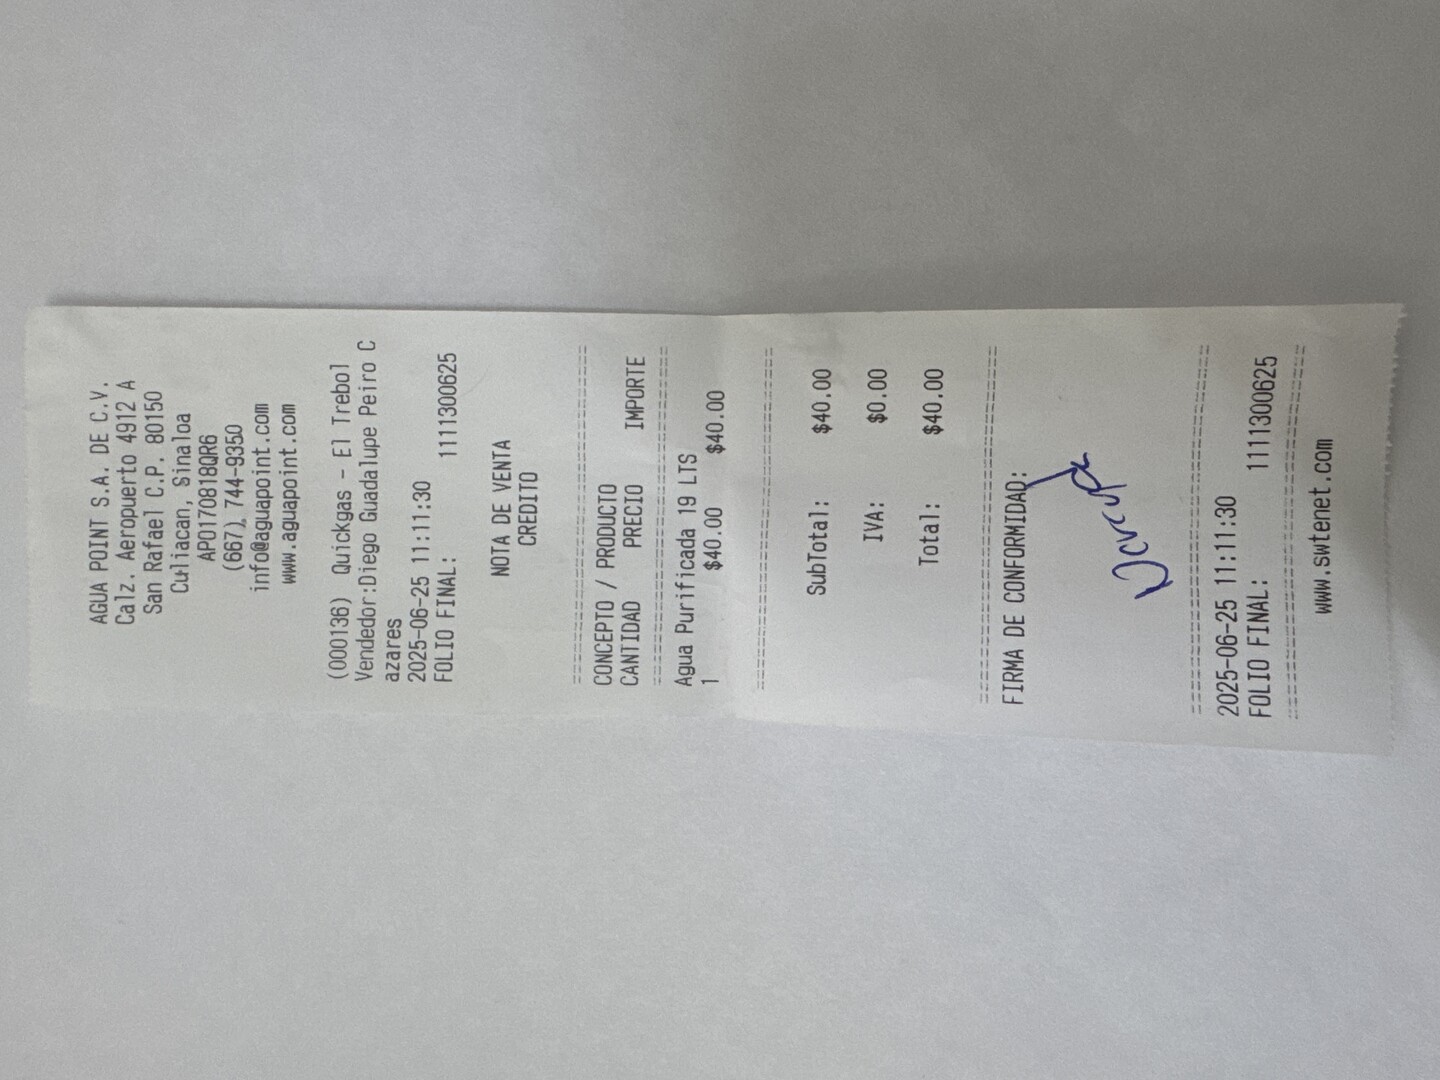 AGUA POINT S.A. DE C.V.
Calz. Aeropuerto 4912 A
San Rafael C.P. 80150
Culiacan, Sinaloa
APO170818QR6
(667) 744-9350
info@aguapoint.com
www.aguapoint.com
(000136) Quickgas - El Trebol
Vendedor:Diego Guadalupe Peiro C
azares
2025-06-25 11:11:30
FOLIO FINAL: 1111300625
NOTA DE VENTA
CREDITO
CONCEPTO / PRODUCTO
CANTIDAD PRECIO IMPORTE
Agua Purificada 19 LTS
1 $40.00 $40.00
SubTotal: $40.00
IVA: $0.00
Total: $40.00
FIRMA DE CONFORMIDAD:
2025-06-25 11:11:30
FOLIO FINAL: 1111300625
www.swtenet.com